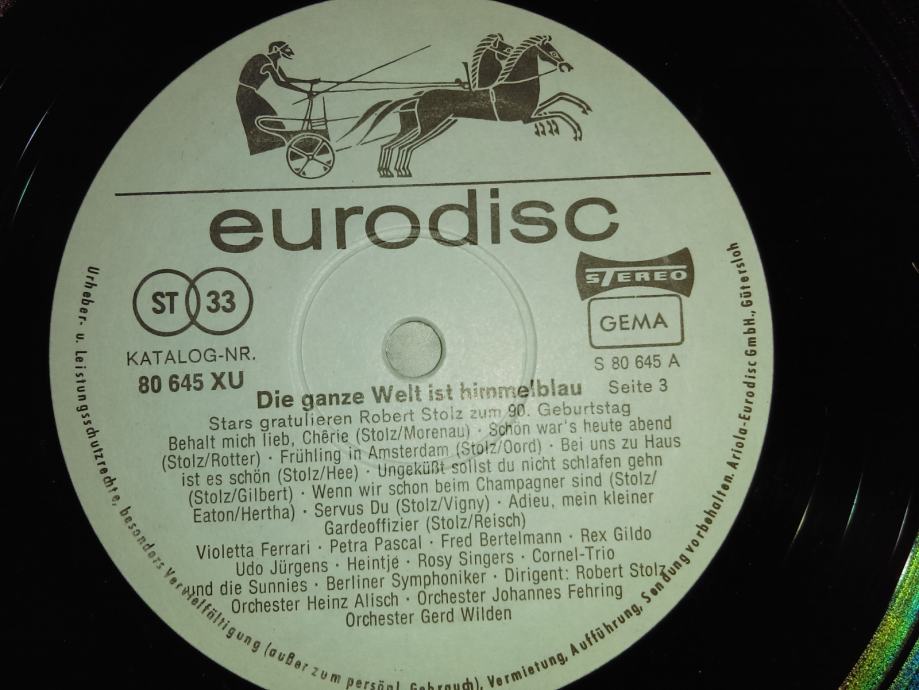 eurodisc
ST 33
STEREO
GEMA
KATALOG-NR.
80 645 XU
S 80 645 A
Seite 3
Die ganze Welt ist himmelblau
Stars gratulieren Robert Stolz zum 90. Geburtstag
Behalt mich lieb, Chêrie (Stolz/Morenau) · Schön war's heute abend
(Stolz/Rotter) · Frühling in Amsterdam (Stolz/Oord) · Bei uns zu Haus
ist es schön (Stolz/Hee) · Ungeküßt sollst du nicht schlafen gehn
(Stolz/Gilbert) · Wenn wir schon beim Champagner sind (Stolz/
Eaton/Hertha) · Servus Du (Stolz/Vigny) · Adieu, mein kleiner
Gardeoffizier (Stolz/Reisch)
Violetta Ferrari · Petra Pascal · Fred Bertelmann · Rex Gildo
Udo Jürgens · Heintje · Rosy Singers · Cornel-Trio
und die Sunnies · Berliner Symphoniker · Dirigent: Robert Stolz
Orchester Heinz Alisch · Orchester Johannes Fehring
Orchester Gerd Wilden
Urheber- u. Leistungsschutzrechte, besonders Vervielfältigung (außer zum persönl. Gebrauch), Vermietung, Aufführung, Sendung vorbehalten. Ariola-Eurodisc GmbH., Gütersloh